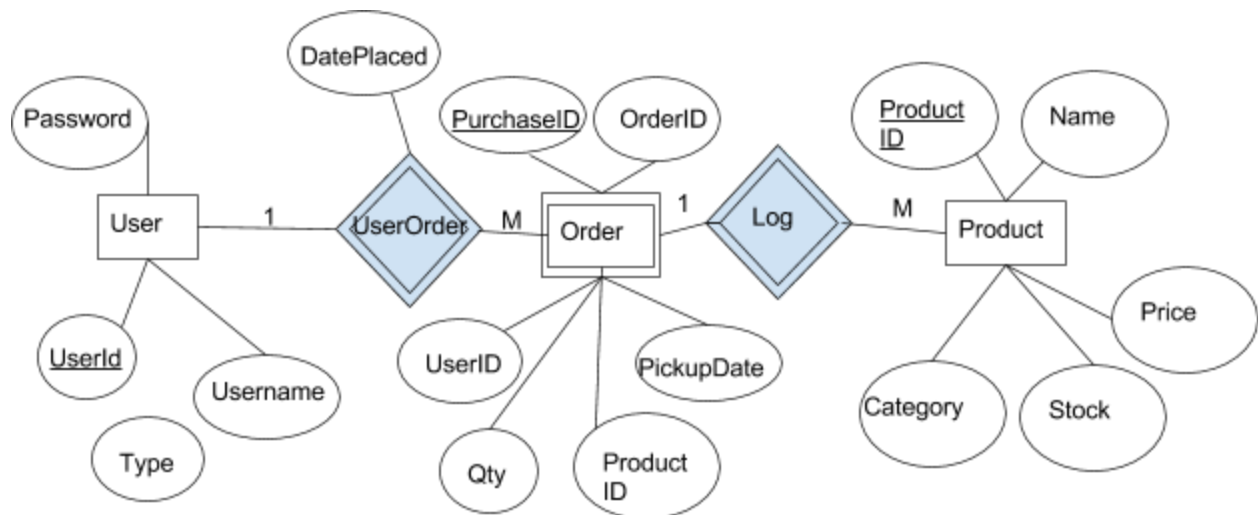 DatePlaced
Password
PurchaseID
OrderID
Product
ID
Name
User
1
UserOrder
M
Order
1
Log
M
Product
UserId
Username
Type
UserID
Qty
Product
ID
PickupDate
Category
Stock
Price